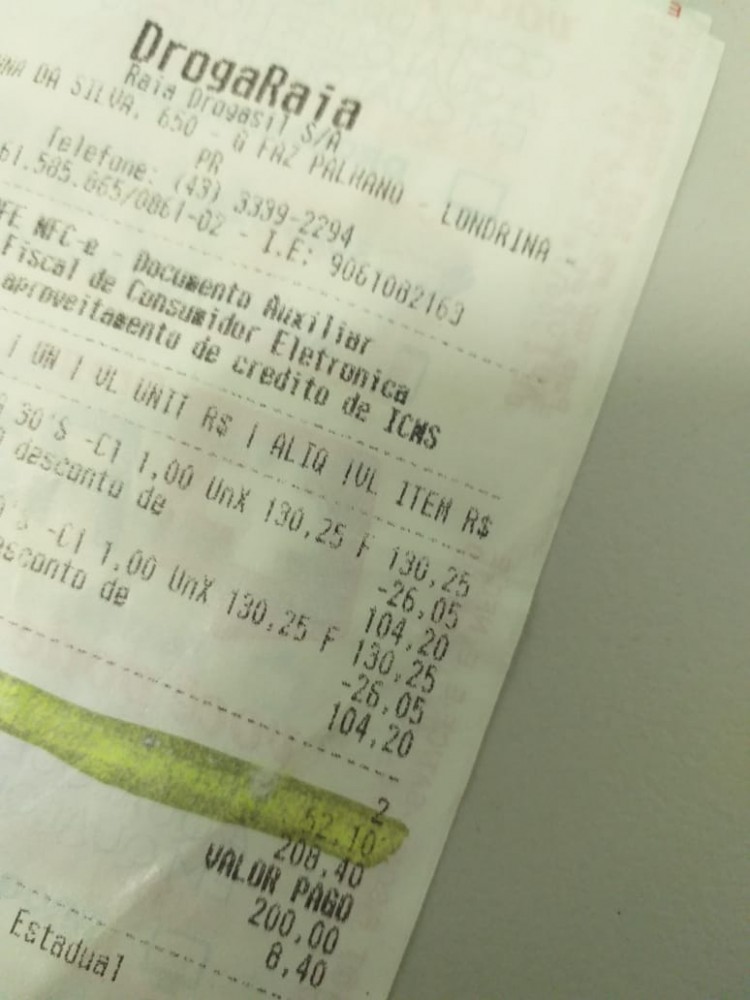 DrogaRaia
Raia Drogasil S/A
DA SILVA, 650 - G FAZ PALHANO - LONDRINA -
PR
Telefone: (43) 3339-2294
61.585.865/0861-02 - I.E: 9061082163
NFC-e - Documento Auxiliar
Fiscal de Consumidor Eletronica
aproveitamento de credito de ICMS
| UN | VL UNIT R$ | ALIQ |VL ITEM R$
30'S -C1 1,00 UnX 130,25 F 130,25
desconto de -26,05
104,20
-C1 1,00 UnX 130,25 F 130,25
desconto de -26,05
104,20
2
52,10
208,40
VALOR PAGO
200,00
8,40
Estadual